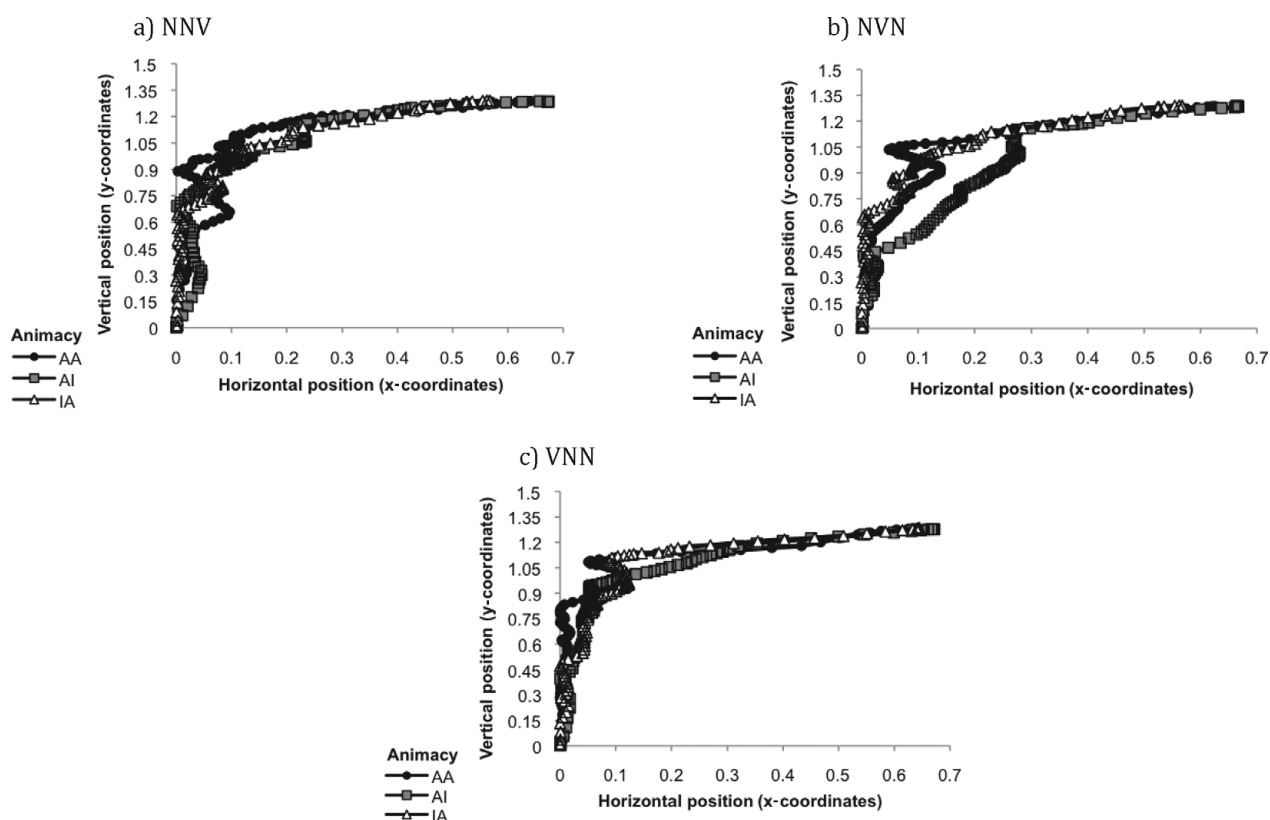 a) NNV
1.5
1.35
1.2
1.05
0.9
0.75
0.6
0.45
0.3
0.15
0
Vertical position (y-coordinates)
0 0.1 0.2 0.3 0.4 0.5 0.6 0.7
Horizontal position (x-coordinates)
Animacy
AA
AI
IA
b) NVN
1.5
1.35
1.2
1.05
0.9
0.75
0.6
0.45
0.3
0.15
0
Vertical position (y-coordinates)
0 0.1 0.2 0.3 0.4 0.5 0.6 0.7
Horizontal position (x-coordinates)
Animacy
AA
AI
IA
c) VNN
1.5
1.35
1.2
1.05
0.9
0.75
0.6
0.45
0.3
0.15
0
Vertical position (y-coordinates)
0 0.1 0.2 0.3 0.4 0.5 0.6 0.7
Horizontal position (x-coordinates)
Animacy
AA
AI
IA